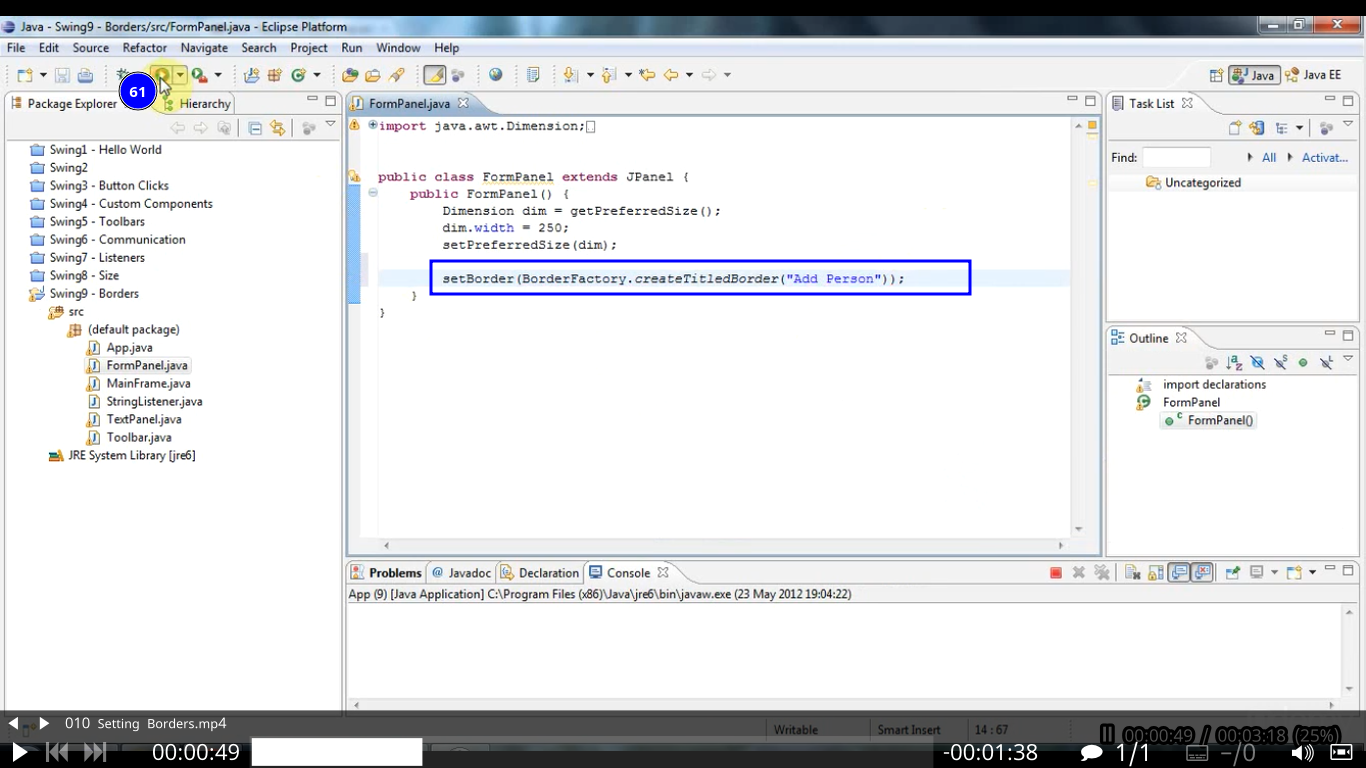 Java - Swing9 - Borders/src/FormPanel.java - Eclipse Platform
File Edit Source Refactor Navigate Search Project Run Window Help
Java Java EE
61
Package Explorer Hierarchy
Swing1 - Hello World
Swing2
Swing3 - Button Clicks
Swing4 - Custom Components
Swing5 - Toolbars
Swing6 - Communication
Swing7 - Listeners
Swing8 - Size
Swing9 - Borders
src
(default package)
App.java
FormPanel.java
MainFrame.java
StringListener.java
TextPanel.java
Toolbar.java
JRE System Library [jre6]
FormPanel.java
import java.awt.Dimension;
public class FormPanel extends JPanel {
public FormPanel() {
Dimension dim = getPreferredSize();
dim.width = 250;
setPreferredSize(dim);
setBorder(BorderFactory.createTitledBorder("Add Person"));
}
}
Task List
Find: All Activat...
Uncategorized
Outline
import declarations
FormPanel
FormPanel()
Problems @ Javadoc Declaration Console
App (9) [Java Application] C:\Program Files (x86)\Java\jre6\bin\javaw.exe (23 May 2012 19:04:22)
010 Setting Borders.mp4
Writable Smart Insert 14 : 67
00:00:49 / 00:03:18 (25%)
00:00:49 -00:01:38 1/1 -/0